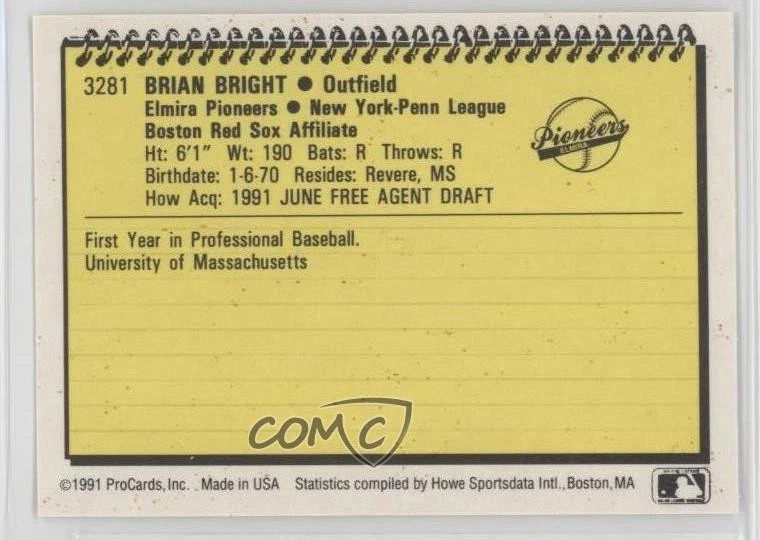 3281 BRIAN BRIGHT ● Outfield
Elmira Pioneers ● New York-Penn League
Boston Red Sox Affiliate
Ht: 6'1" Wt: 190 Bats: R Throws: R
Birthdate: 1-6-70 Resides: Revere, MS
How Acq: 1991 JUNE FREE AGENT DRAFT
Pioneers
ELMIRA
First Year in Professional Baseball.
University of Massachusetts
COMC
©1991 ProCards, Inc. Made in USA Statistics compiled by Howe Sportsdata Intl., Boston, MA